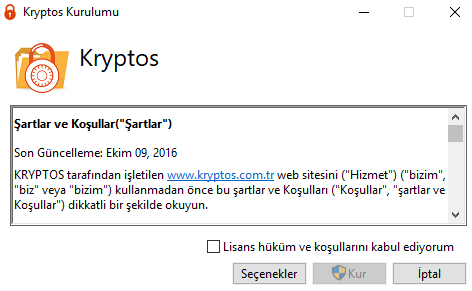 Kryptos Kurulumu
Kryptos
Şartlar ve Koşullar("Şartlar")
Son Güncelleme: Ekim 09, 2016
KRYPTOS tarafından işletilen www.kryptos.com.tr web sitesini ("Hizmet") ("bizim",
"biz" veya "bizim") kullanmadan önce bu şartlar ve Koşulları ("Koşullar", "şartlar ve
Koşullar") dikkatli bir şekilde okuyun.
Lisans hüküm ve koşullarını kabul ediyorum
Seçenekler
Kur
İptal